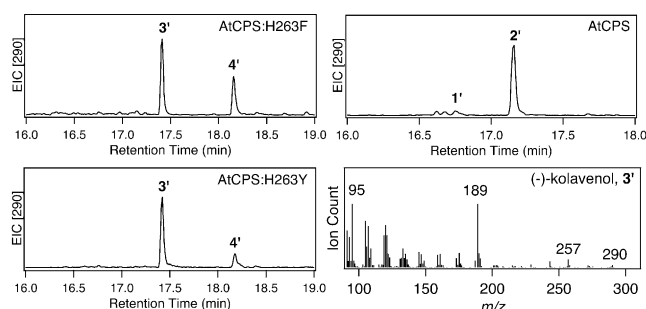 AtCPS:H263F
3'
4'
EIC [290]
16.0 16.5 17.0 17.5 18.0 18.5 19.0
Retention Time (min)
AtCPS
2'
1'
EIC [290]
16.0 16.5 17.0 17.5 18.0
Retention Time (min)
AtCPS:H263Y
3'
4'
EIC [290]
16.0 16.5 17.0 17.5 18.0 18.5 19.0
Retention Time (min)
(-)-kolavenol, 3'
95
189
257
290
Ion Count
100 150 200 250 300
m/z